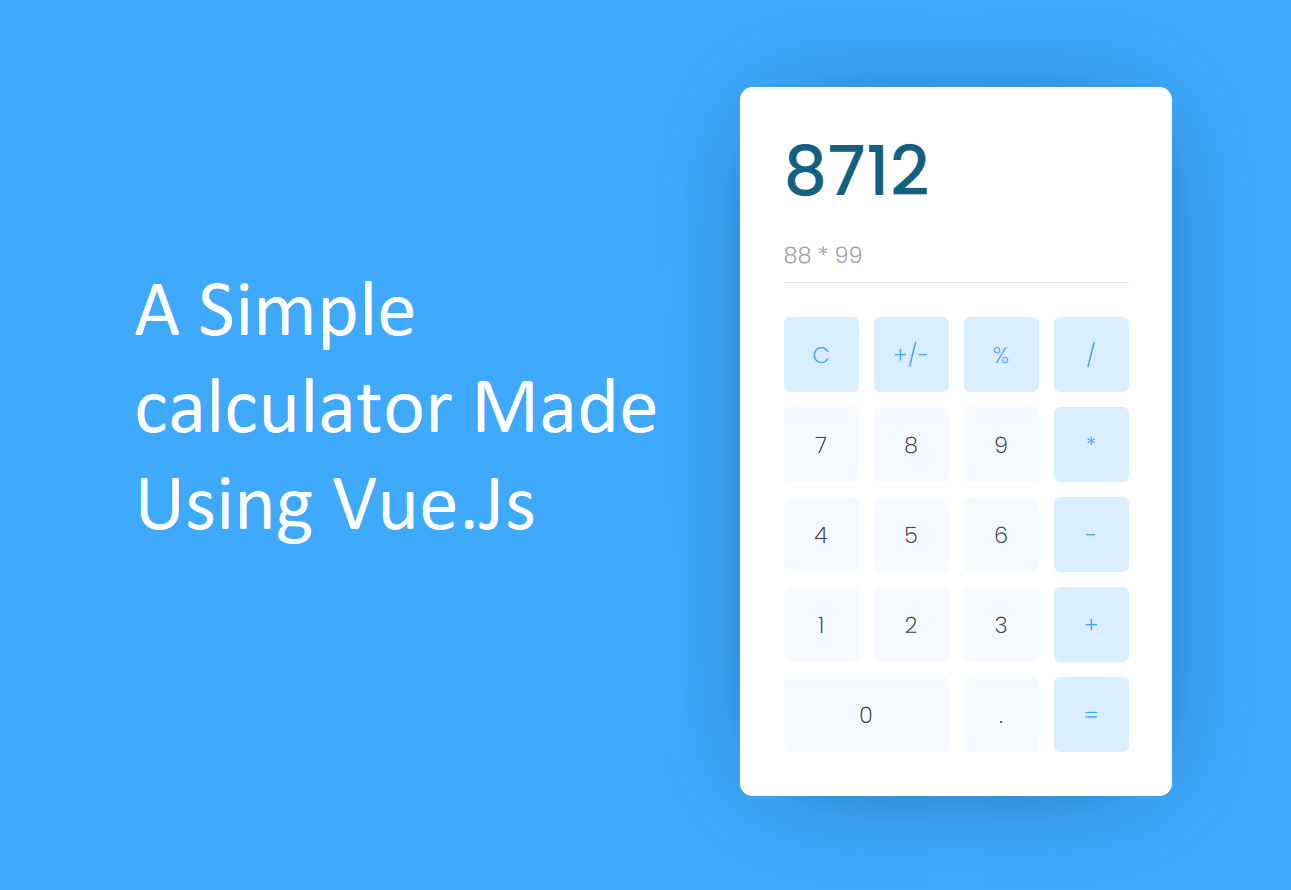 A Simple
calculator Made
Using Vue.Js
8712
88 * 99
C +/- % /
7 8 9 *
4 5 6 -
1 2 3 +
0 . =